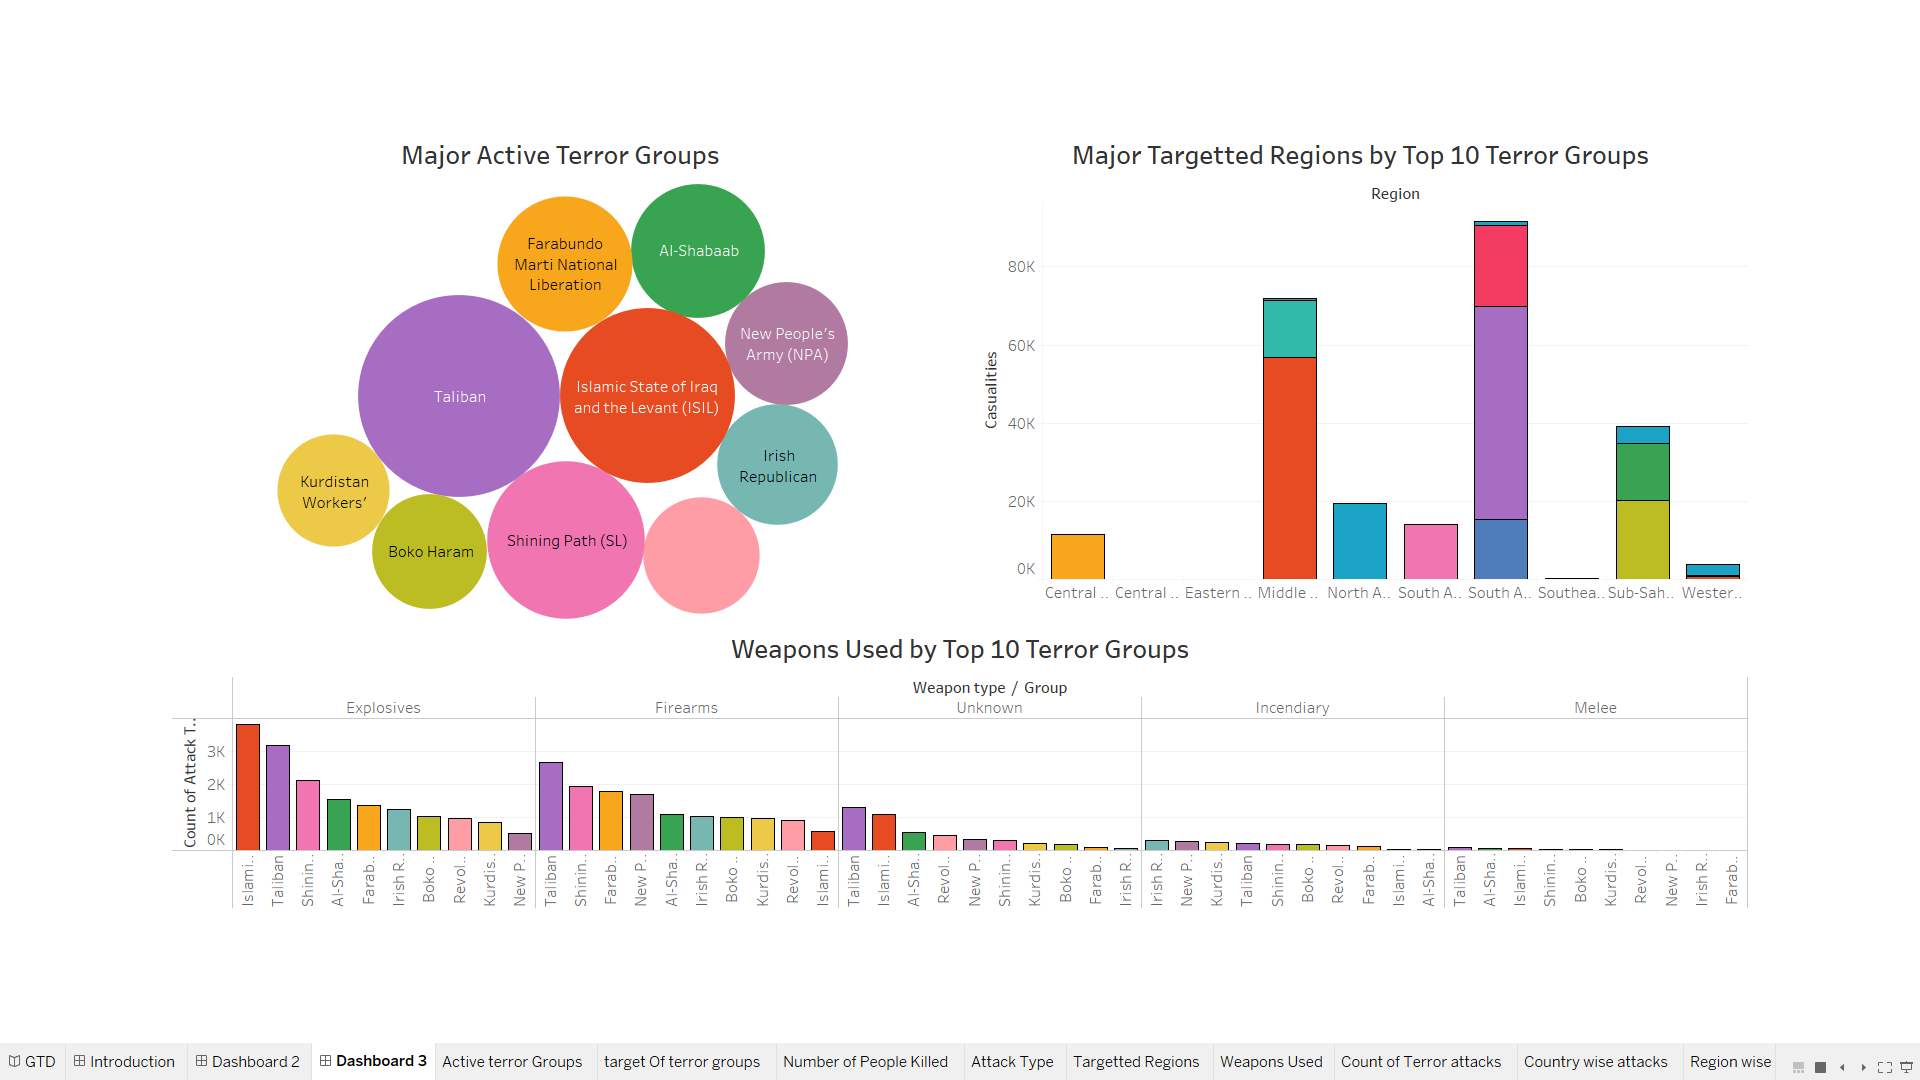 Major Active Terror Groups
Farabundo
Marti National
Liberation
Al-Shabaab
New People's
Army (NPA)
Taliban
Islamic State of Iraq
and the Levant (ISIL)
Irish
Republican
Kurdistan
Workers'
Boko Haram
Shining Path (SL)
Major Targetted Regions by Top 10 Terror Groups
Region
Casualities
80K
60K
40K
20K
0K
Central .. Central .. Eastern .. Middle .. North A.. South A.. South A.. Southea.. Sub-Sah.. Wester..
Weapons Used by Top 10 Terror Groups
Weapon type / Group
Explosives Firearms Unknown Incendiary Melee
Count of Attack T..
3K
2K
1K
0K
Islami.. Taliban Shinin.. Al-Sha.. Farab.. Irish R.. Boko .. Revol.. Kurdis.. New P..
Taliban Shinin.. Farab.. New P.. Al-Sha.. Irish R.. Boko .. Kurdis.. Revol.. Islami..
Taliban Islami.. Al-Sha.. Revol.. New P.. Shinin.. Kurdis.. Boko .. Farab.. Irish R..
Irish R.. New P.. Kurdis.. Taliban Shinin.. Boko .. Revol.. Farab.. Islami.. Al-Sha..
Taliban Al-Sha.. Islami.. Shinin.. Boko .. Kurdis.. Revol.. New P.. Irish R.. Farab..
GTD Introduction Dashboard 2 Dashboard 3 Active terror Groups target Of terror groups Number of People Killed Attack Type Targetted Regions Weapons Used Count of Terror attacks Country wise attacks Region wise